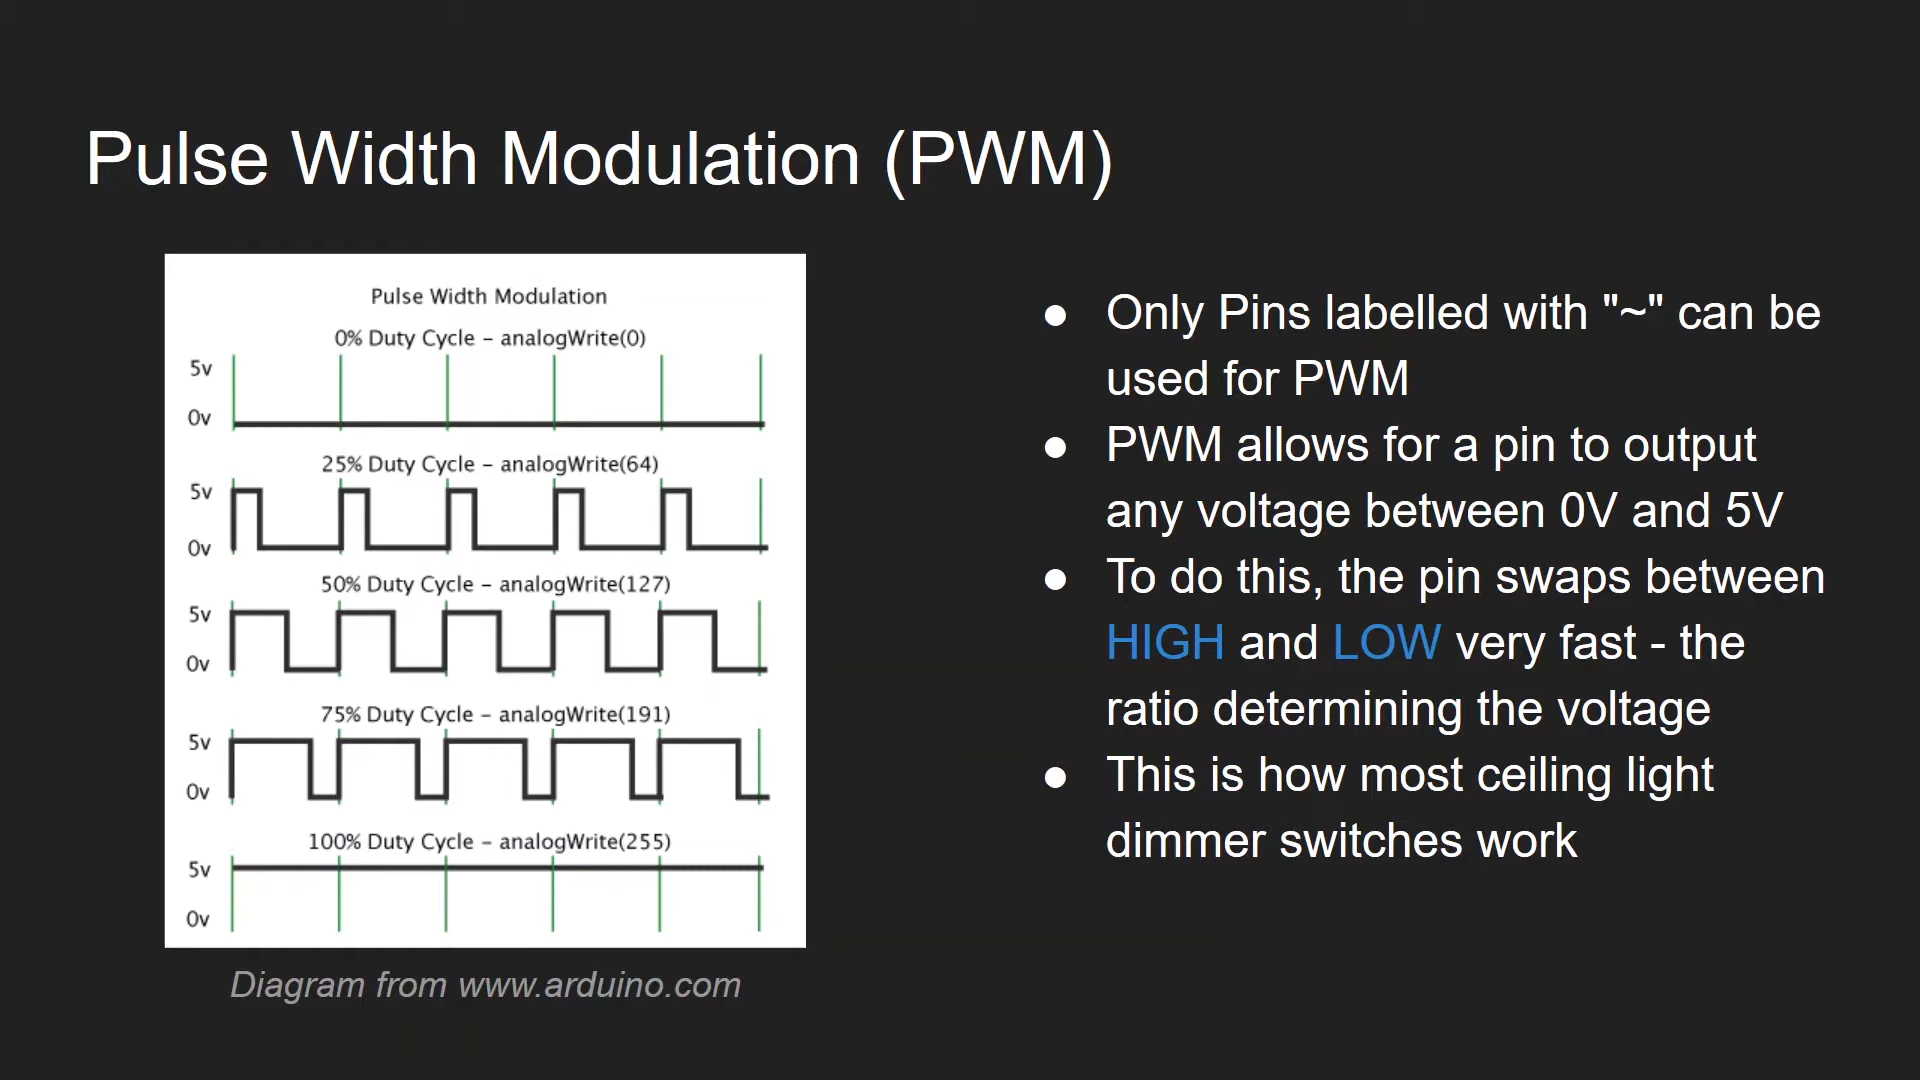 Pulse Width Modulation (PWM)
Pulse Width Modulation
0% Duty Cycle – analogWrite(0)
5v
0v
25% Duty Cycle – analogWrite(64)
5v
0v
50% Duty Cycle – analogWrite(127)
5v
0v
75% Duty Cycle – analogWrite(191)
5v
0v
100% Duty Cycle – analogWrite(255)
5v
0v
Diagram from www.arduino.com
● Only Pins labelled with "~" can be
used for PWM
● PWM allows for a pin to output
any voltage between 0V and 5V
● To do this, the pin swaps between
HIGH and LOW very fast - the
ratio determining the voltage
● This is how most ceiling light
dimmer switches work